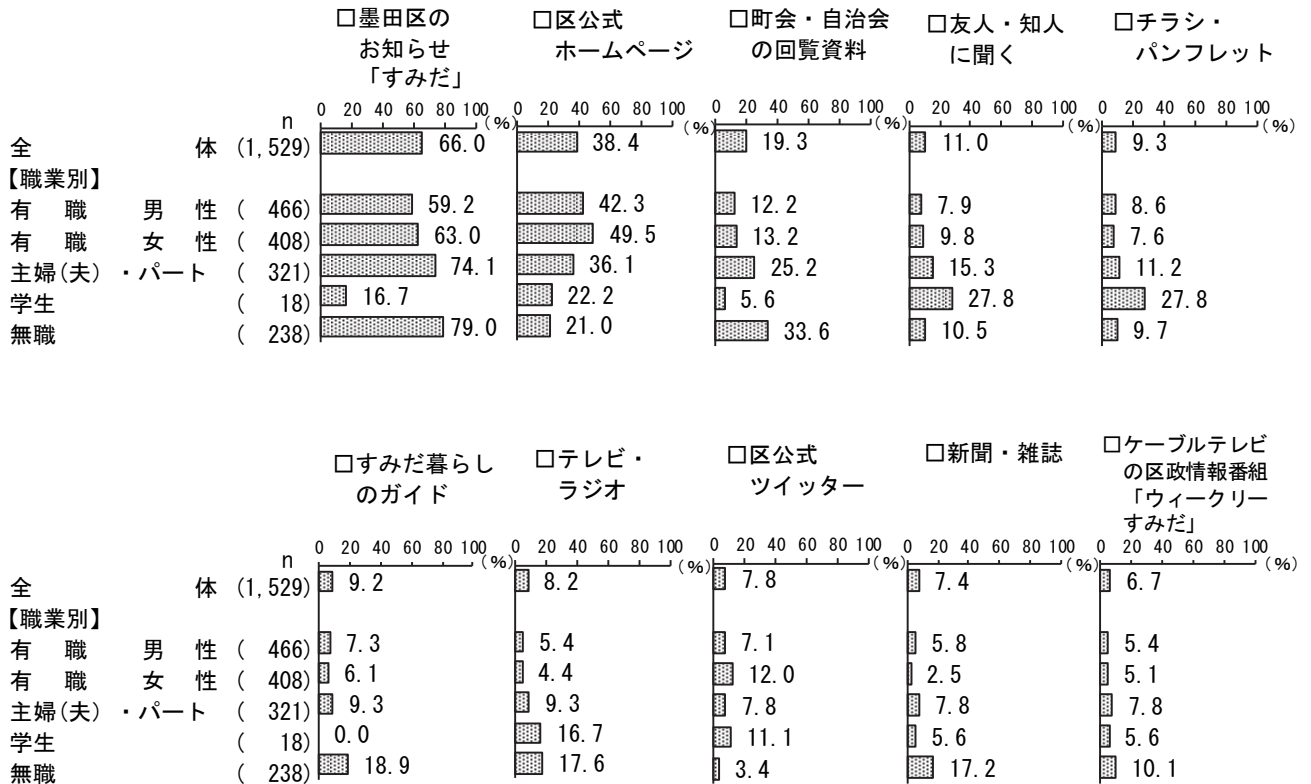 □墨田区の
お知らせ
「すみだ」
□区公式
ホームページ
□町会・自治会
の回覧資料
□友人・知人
に聞く
□チラシ・
パンフレット
n 0 20 40 60 80 100 (%) 0 20 40 60 80 100 (%) 0 20 40 60 80 100 (%) 0 20 40 60 80 100 (%) 0 20 40 60 80 100 (%)
全体 (1,529) 66.0 38.4 19.3 11.0 9.3
【職業別】
有職男性 ( 466) 59.2 42.3 12.2 7.9 8.6
有職女性 ( 408) 63.0 49.5 13.2 9.8 7.6
主婦(夫)・パート ( 321) 74.1 36.1 25.2 15.3 11.2
学生 ( 18) 16.7 22.2 5.6 27.8 27.8
無職 ( 238) 79.0 21.0 33.6 10.5 9.7
□すみだ暮らし
のガイド
□テレビ・
ラジオ
□区公式
ツイッター
□新聞・雑誌
□ケーブルテレビ
の区政情報番組
「ウィークリー
すみだ」
n 0 20 40 60 80 100 (%) 0 20 40 60 80 100 (%) 0 20 40 60 80 100 (%) 0 20 40 60 80 100 (%) 0 20 40 60 80 100 (%)
全体 (1,529) 9.2 8.2 7.8 7.4 6.7
【職業別】
有職男性 ( 466) 7.3 5.4 7.1 5.8 5.4
有職女性 ( 408) 6.1 4.4 12.0 2.5 5.1
主婦(夫)・パート ( 321) 9.3 9.3 7.8 7.8 7.8
学生 ( 18) 0.0 16.7 11.1 5.6 5.6
無職 ( 238) 18.9 17.6 3.4 17.2 10.1